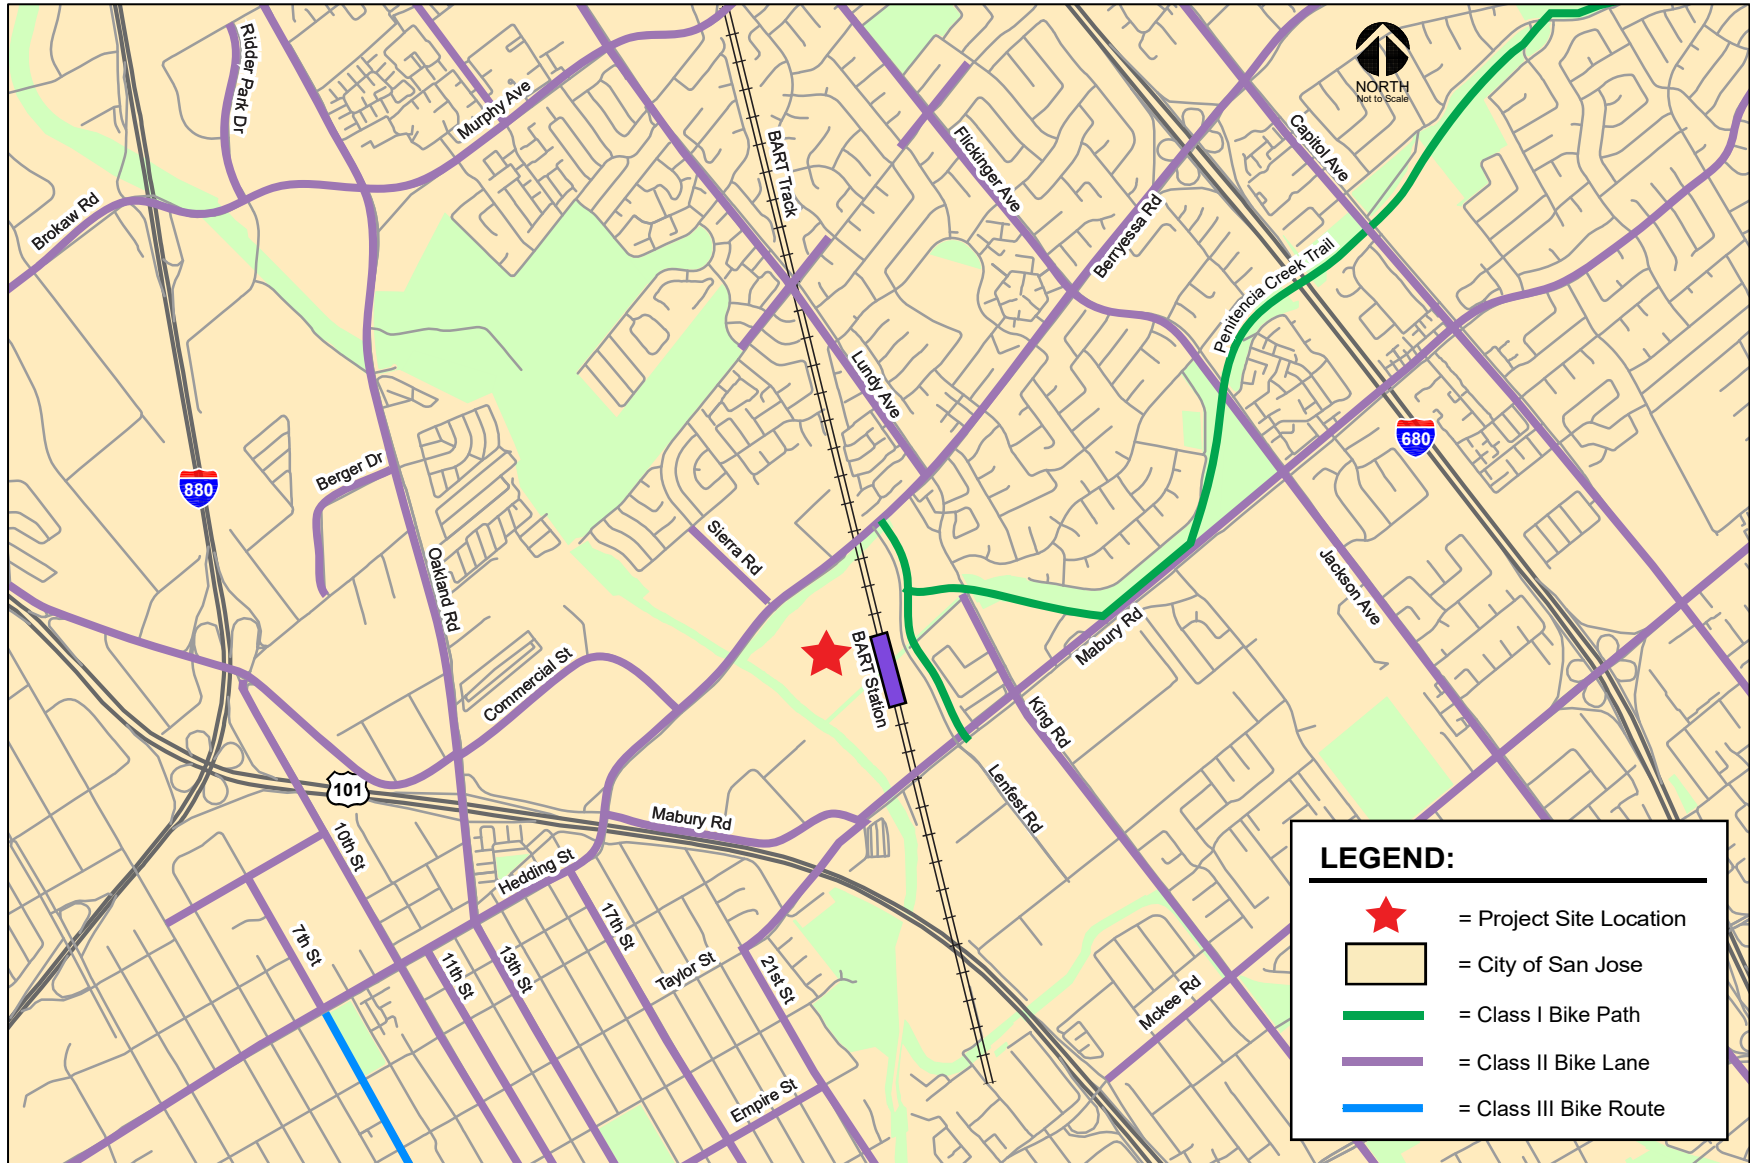 Ridder Park Dr
Murphy Ave
NORTH
Not to Scale
BART Track
Flickinger Ave
Capitol Ave
Brokaw Rd
Berryessa Rd
Penitencia Creek Trail
Lundy Ave
680
Berger Dr
880
Sierra Rd
Oakland Rd
Jackson Ave
Mabury Rd
BART Station
Commercial St
King Rd
101
Lenfest Rd
Mabury Rd
10th St
Hedding St
17th St
7th St
11th St
13th St
Taylor St
21st St
Mckee Rd
Empire St
LEGEND:
= Project Site Location
= City of San Jose
= Class I Bike Path
= Class II Bike Lane
= Class III Bike Route